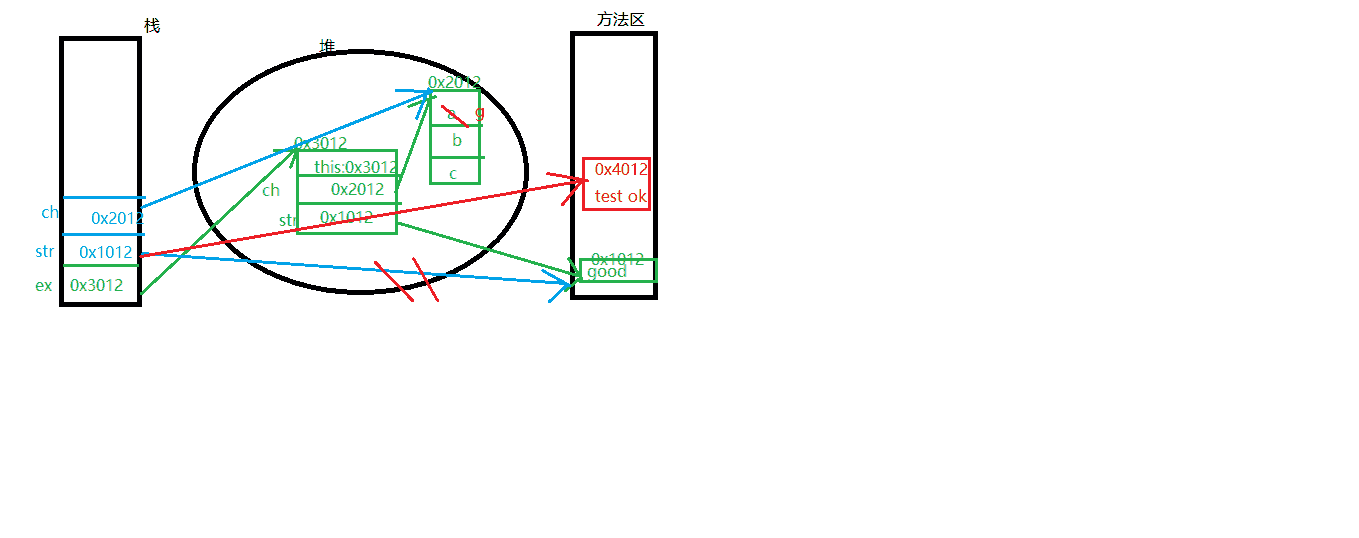 栈
堆
方法区
0x2012
a g
b
c
0x3012
this:0x3012
ch 0x2012
str 0x1012
0x4012
test ok
0x1012
good
ch 0x2012
str 0x1012
ex 0x3012